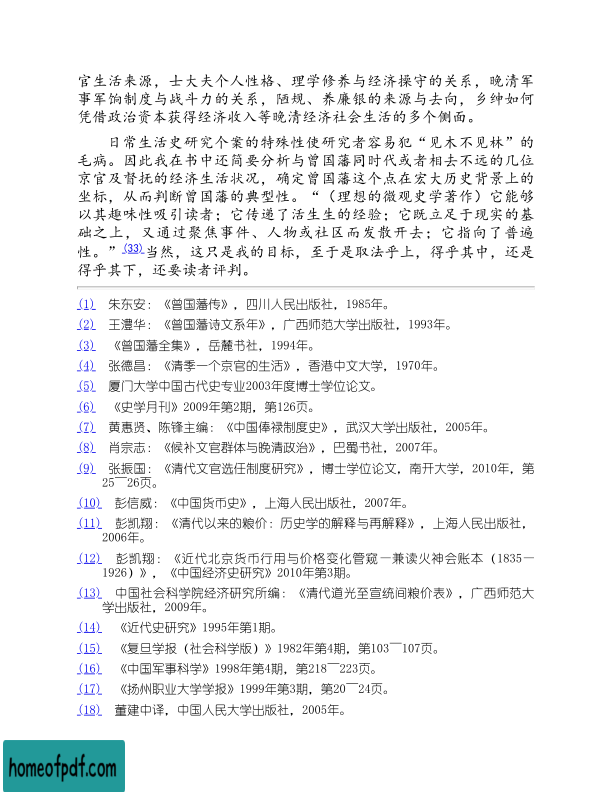 官生活来源，士大夫个人性格、理学修养与经济操守的关系，晚清军
事军饷制度与战斗力的关系，陋规、养廉银的来源与去向，乡绅如何
凭借政治资本获得经济收入等晚清经济社会生活的多个侧面。
日常生活史研究个案的特殊性使研究者容易犯“见木不见林”的
毛病。因此我在书中还简要分析与曾国藩同时代或者相去不远的几位
京官及督抚的经济生活状况，确定曾国藩这个点在宏大历史背景上的
坐标，从而判断曾国藩的典型性。“（理想的微观史学著作）它能够
以其趣味性吸引读者；它传递了活生生的经验；它既立足于现实的基
础之上，又通过聚焦事件、人物或社区而发散开去；它指向了普遍
性。”(33)当然，这只是我的目标，至于是取法乎上，得乎其中，还是
得乎其下，还要读者评判。
(1) 朱东安：《曾国藩传》，四川人民出版社，1985年。
(2) 王澧华：《曾国藩诗文系年》，广西师范大学出版社，1993年。
(3) 《曾国藩全集》，岳麓书社，1994年。
(4) 张德昌：《清季一个京官的生活》，香港中文大学，1970年。
(5) 厦门大学中国古代史专业2003年度博士学位论文。
(6) 《史学月刊》2009年第2期，第126页。
(7) 黄惠贤、陈锋主编：《中国俸禄制度史》，武汉大学出版社，2005年。
(8) 肖宗志：《候补文官群体与晚清政治》，巴蜀书社，2007年。
(9) 张振国：《清代文官选任制度研究》，博士学位论文，南开大学，2010年，第
25￣26页。
(10) 彭信威：《中国货币史》，上海人民出版社，2007年。
(11) 彭凯翔：《清代以来的粮价：历史学的解释与再解释》，上海人民出版社，
2006年。
(12) 彭凯翔：《近代北京货币行用与价格变化管窥—兼读火神会账本（1835—
1926）》，《中国经济史研究》2010年第3期。
(13) 中国社会科学院经济研究所编：《清代道光至宣统间粮价表》，广西师范大
学出版社，2009年。
(14) 《近代史研究》1995年第1期。
(15) 《复旦学报（社会科学版）》1982年第4期，第103￣107页。
(16) 《中国军事科学》1998年第4期，第218￣223页。
(17) 《扬州职业大学学报》1999年第3期，第20￣24页。
(18) 董建中译，中国人民大学出版社，2005年。
homeofpdf.com